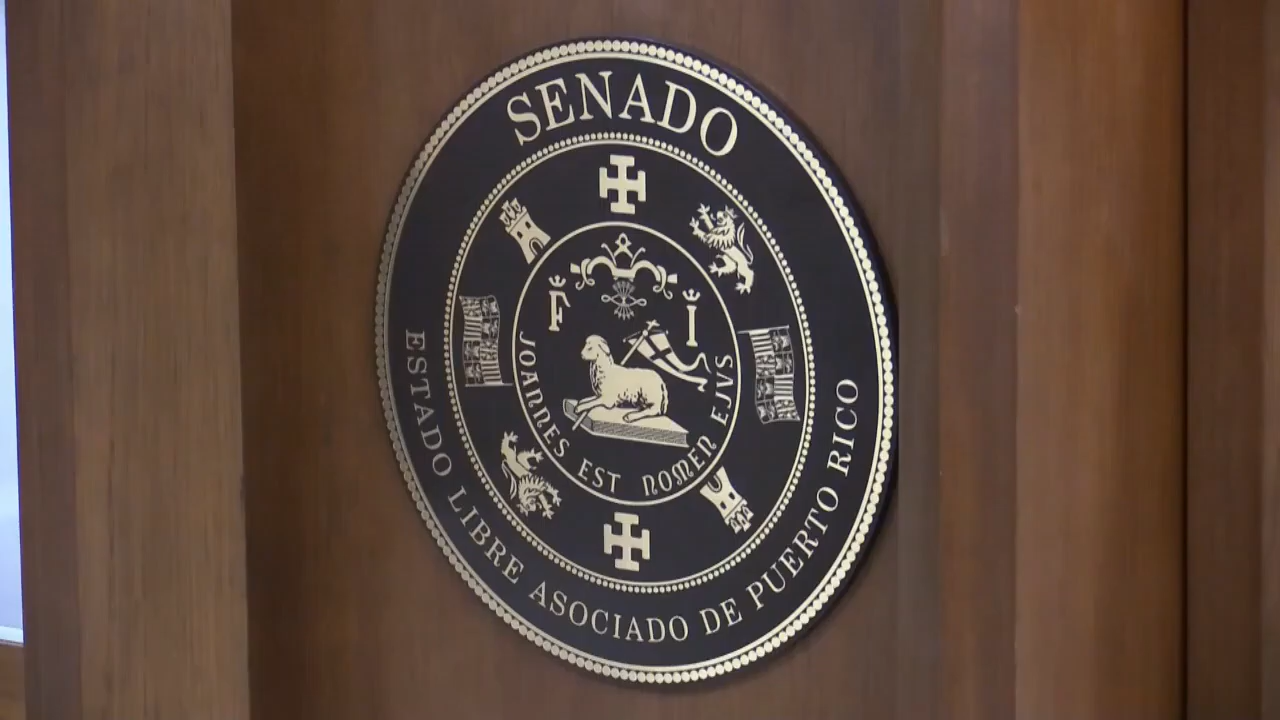 SENADO
F I
JOANNES EST NOMEN EJVS
ESTADO LIBRE ASOCIADO DE PUERTO RICO